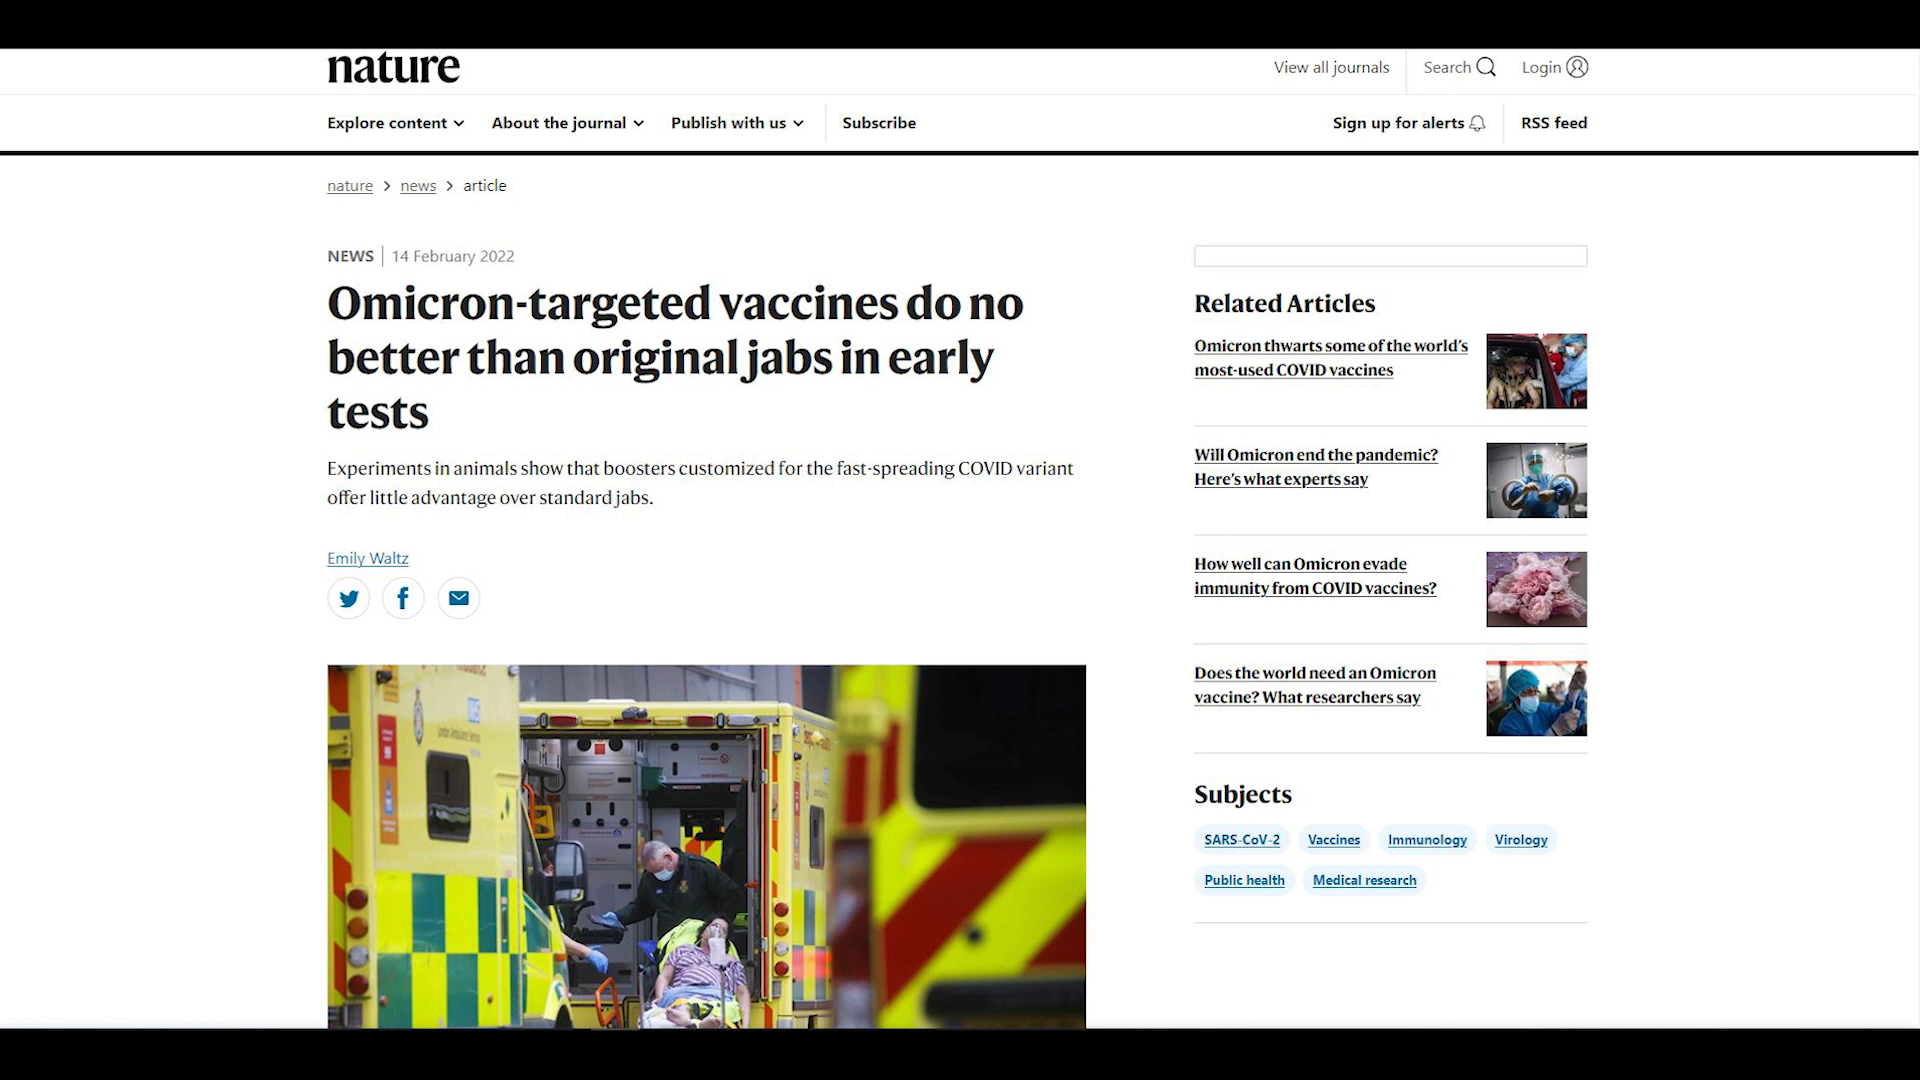 nature
View all journals
Search
Login
Explore content
About the journal
Publish with us
Subscribe
Sign up for alerts
RSS feed
nature > news > article
NEWS | 14 February 2022
Omicron-targeted vaccines do no
better than original jabs in early
tests
Experiments in animals show that boosters customized for the fast-spreading COVID variant
offer little advantage over standard jabs.
Emily Waltz
London Ambulance Service
Related Articles
Omicron thwarts some of the world's
most-used COVID vaccines
Will Omicron end the pandemic?
Here's what experts say
How well can Omicron evade
immunity from COVID vaccines?
Does the world need an Omicron
vaccine? What researchers say
Subjects
SARS-CoV-2
Vaccines
Immunology
Virology
Public health
Medical research